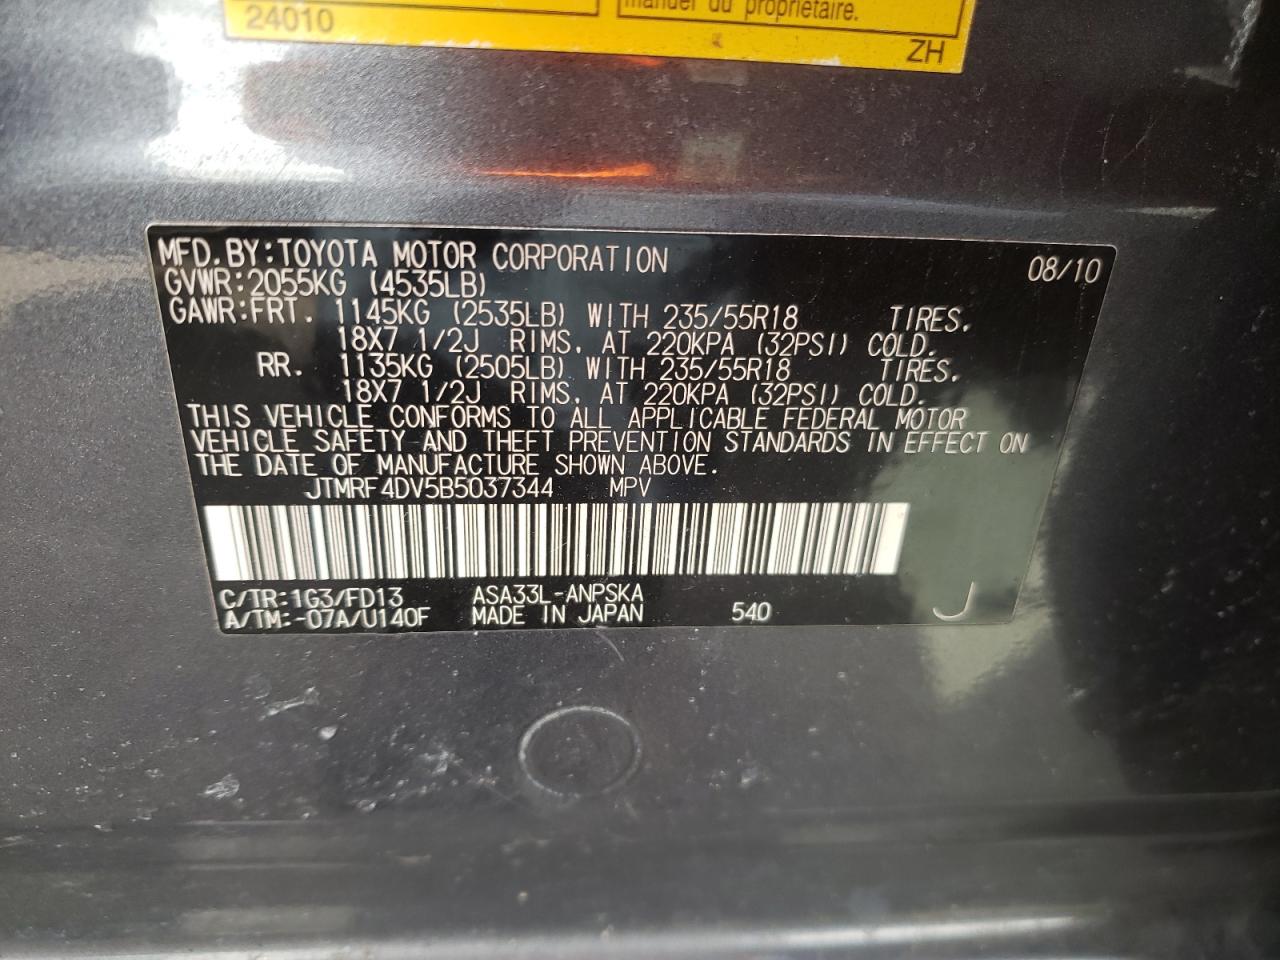 24010
manuel du propriétaire.
ZH
MFD.BY:TOYOTA MOTOR CORPORATION 08/10
GVWR:2055KG (4535LB)
GAWR:FRT. 1145KG (2535LB) WITH 235/55R18 TIRES.
18X7 1/2J RIMS. AT 220KPA (32PSI) COLD.
RR. 1135KG (2505LB) WITH 235/55R18 TIRES.
18X7 1/2J RIMS. AT 220KPA (32PSI) COLD.
THIS VEHICLE CONFORMS TO ALL APPLICABLE FEDERAL MOTOR
VEHICLE SAFETY AND THEFT PREVENTION STANDARDS IN EFFECT ON
THE DATE OF MANUFACTURE SHOWN ABOVE.
JTMRF4DV5B5037344 MPV
C/TR:1G3/FD13 ASA33L-ANPSKA
A/TM:-07A/U140F MADE IN JAPAN 540 J